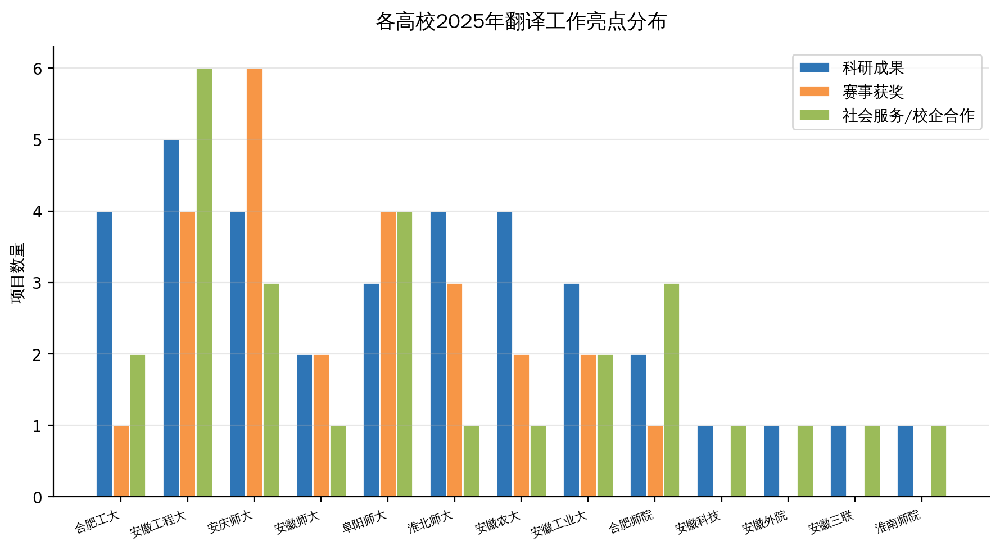 各高校2025年翻译工作亮点分布
科研成果
赛事获奖
社会服务/校企合作
项目数量
6
5
4
3
2
1
0
合肥工大
安徽工程大
安庆师大
安徽师大
阜阳师大
淮北师大
安徽农大
安徽工业大
合肥师院
安徽科技
安徽外院
安徽三联
淮南师院